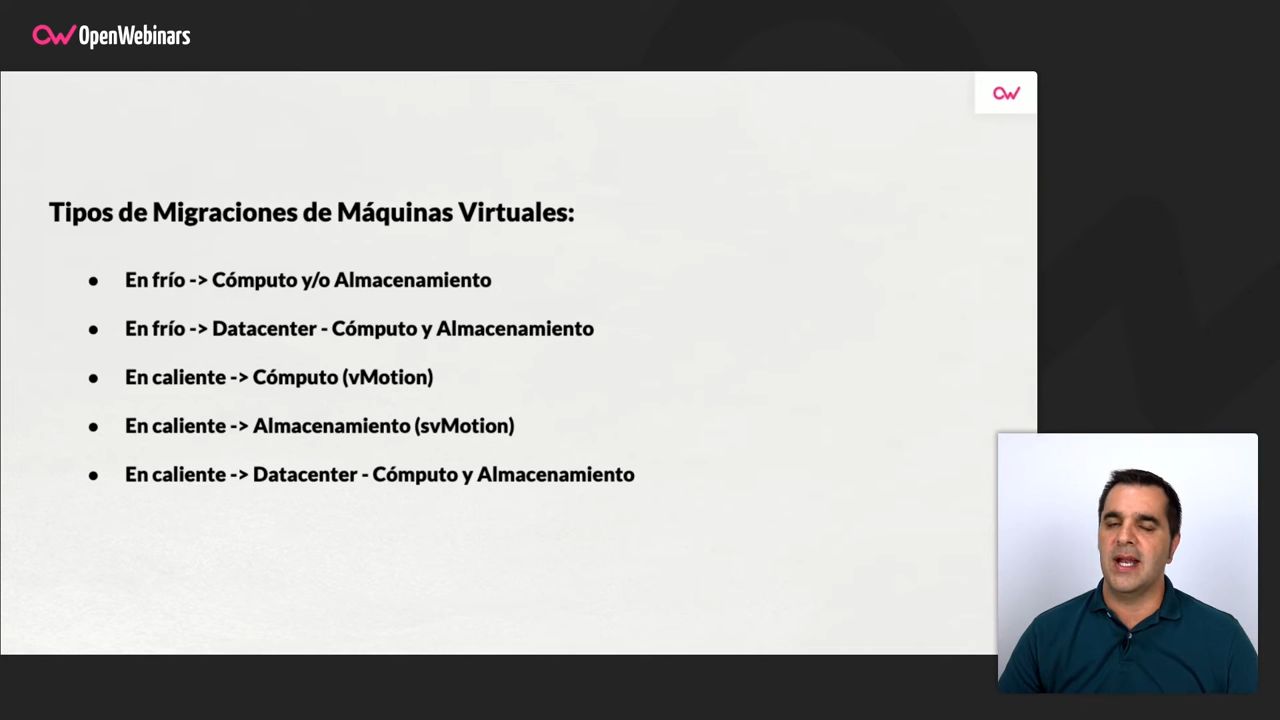 OpenWebinars
Tipos de Migraciones de Máquinas Virtuales:
● En frío -> Cómputo y/o Almacenamiento
● En frío -> Datacenter - Cómputo y Almacenamiento
● En caliente -> Cómputo (vMotion)
● En caliente -> Almacenamiento (svMotion)
● En caliente -> Datacenter - Cómputo y Almacenamiento